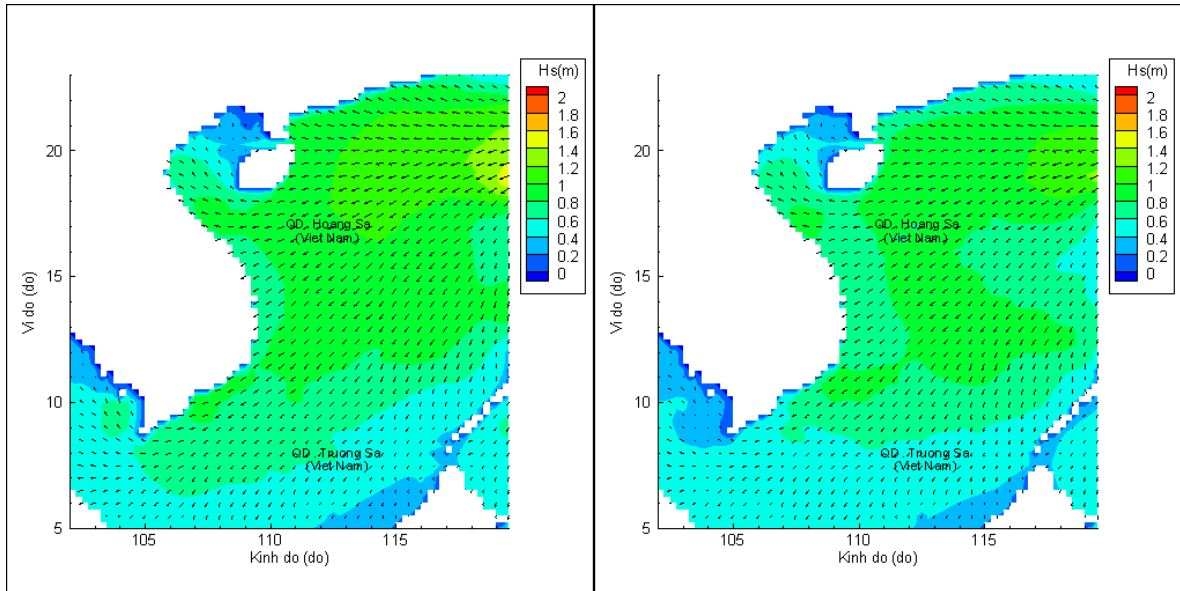 Hs(m)
2
1.8
1.6
1.4
1.2
1
0.8
0.6
0.4
0.2
0
20
15
10
5
Vi do (do)
QD. Hoang Sa
(Viet Nam)
QD. Truong Sa
(Viet Nam)
105
110
115
Kinh do (do)
Hs(m)
2
1.8
1.6
1.4
1.2
1
0.8
0.6
0.4
0.2
0
20
15
10
5
Vi do (do)
QD. Hoang Sa
(Viet Nam)
QD. Truong Sa
(Viet Nam)
105
110
115
Kinh do (do)